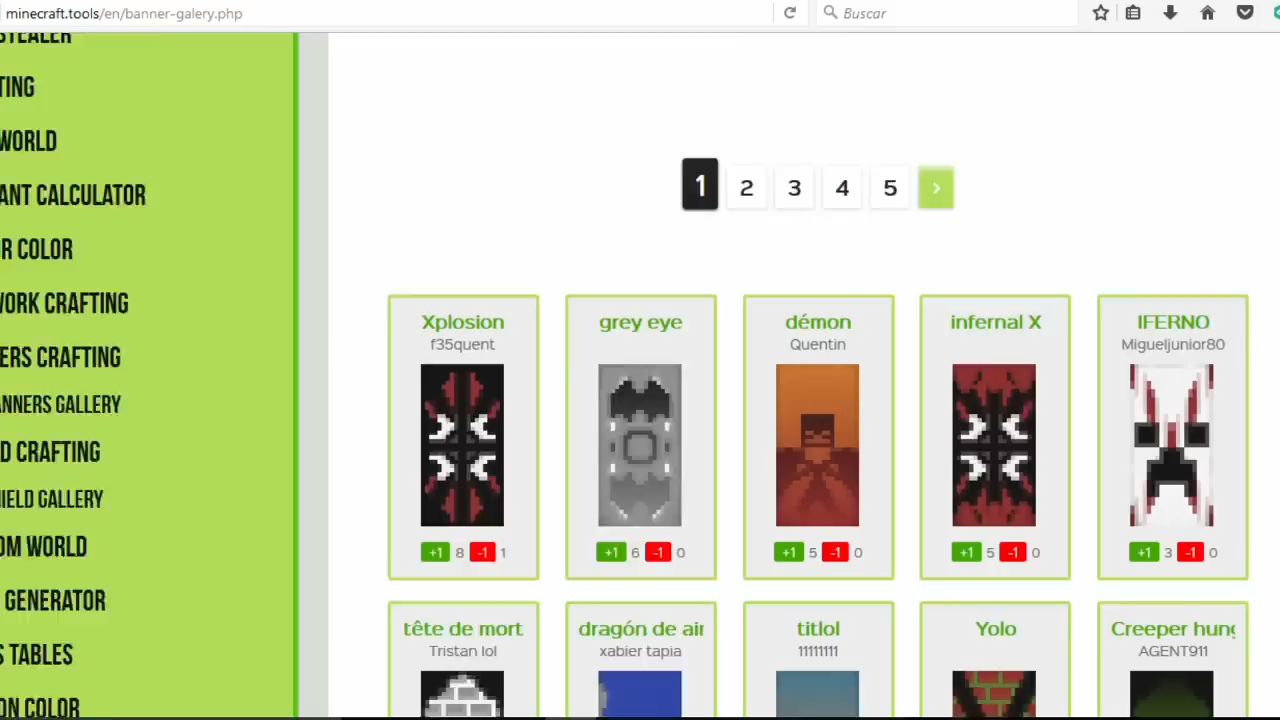 minecraft.tools/en/banner-galery.php
Buscar
STEALER
TING
WORLD
ANT CALCULATOR
R COLOR
WORK CRAFTING
ERS CRAFTING
ANNERS GALLERY
D CRAFTING
HIELD GALLERY
OM WORLD
GENERATOR
S TABLES
ON COLOR
1 2 3 4 5 ›
Xplosion
f35quent
+1 8 -1 1
grey eye
+1 6 -1 0
démon
Quentin
+1 5 -1 0
infernal X
+1 5 -1 0
IFERNO
Migueljunior80
+1 3 -1 0
tête de mort
Tristan lol
dragón de air
xabier tapia
titlol
11111111
Yolo
Creeper hung
AGENT911